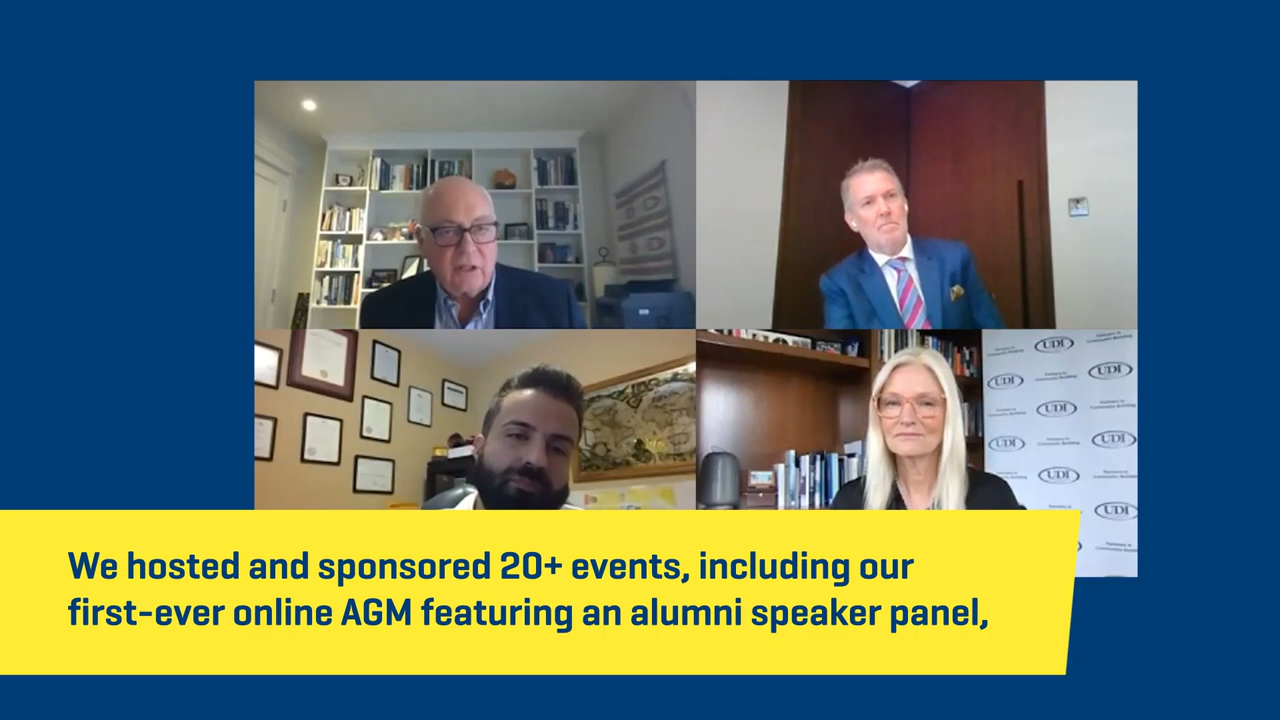 UDI
UDI
UDI
UDI
UDI
UDI
UDI
UDI
We hosted and sponsored 20+ events, including our
first-ever online AGM featuring an alumni speaker panel,